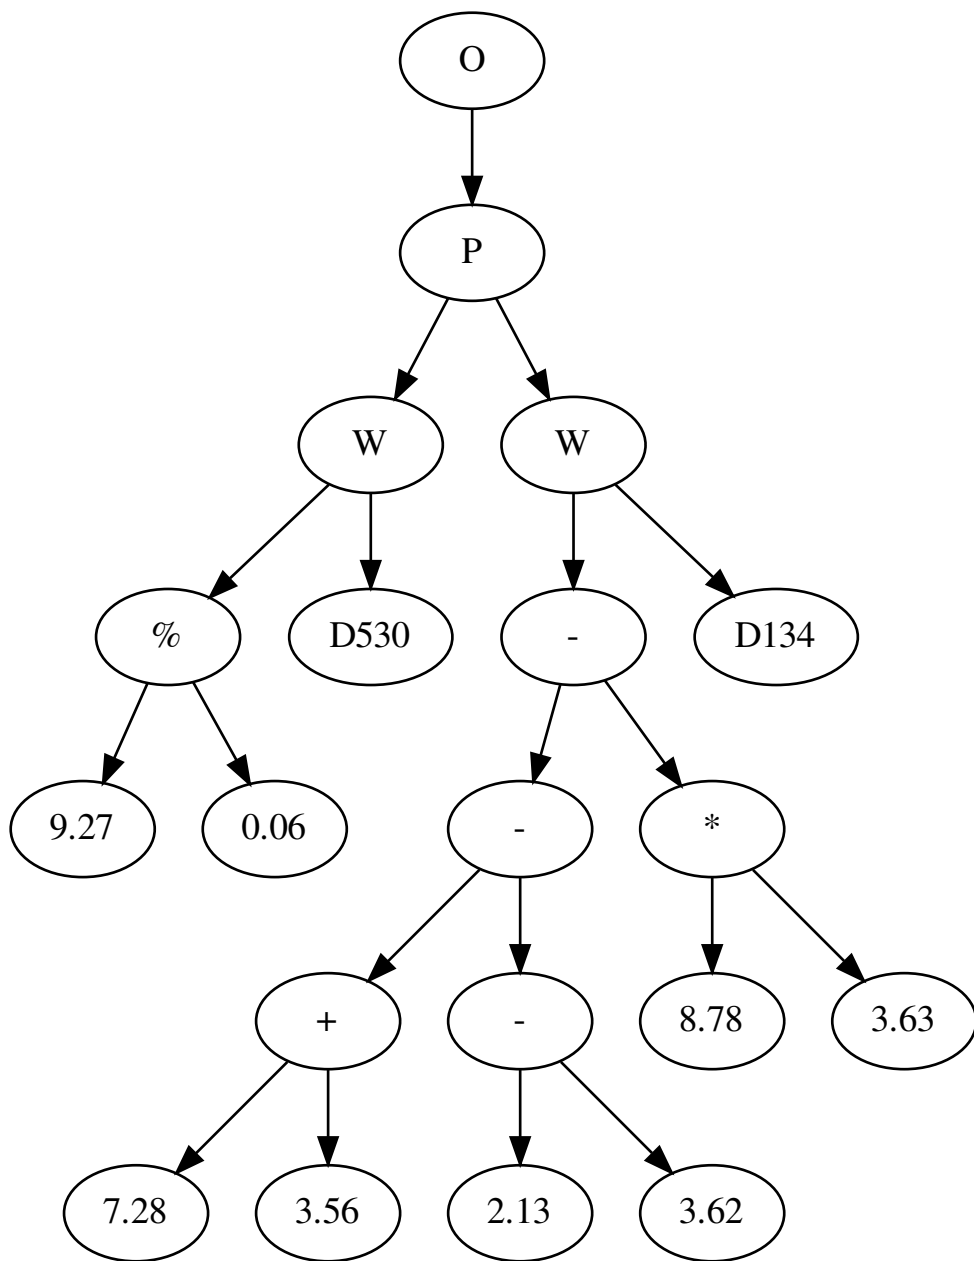 O
P
W W
% D530 - D134
9.27 0.06 - *
+ - 8.78 3.63
7.28 3.56 2.13 3.62